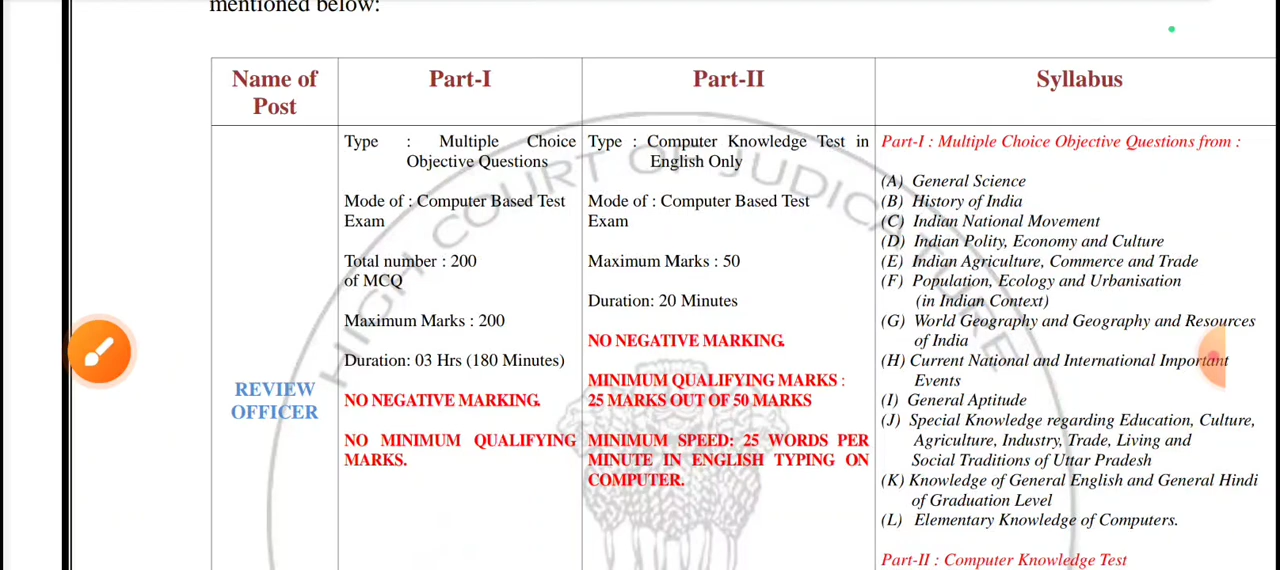 mentioned below:
Name of
Post
Part-I
Part-II
Syllabus
REVIEW
OFFICER
Type : Multiple Choice
Objective Questions
Mode of : Computer Based Test
Exam
Total number : 200
of MCQ
Maximum Marks : 200
Duration: 03 Hrs (180 Minutes)
NO NEGATIVE MARKING.
NO MINIMUM QUALIFYING
MARKS.
Type : Computer Knowledge Test in
English Only
Mode of : Computer Based Test
Exam
Maximum Marks : 50
Duration: 20 Minutes
NO NEGATIVE MARKING.
MINIMUM QUALIFYING MARKS :
25 MARKS OUT OF 50 MARKS
MINIMUM SPEED: 25 WORDS PER
MINUTE IN ENGLISH TYPING ON
COMPUTER.
Part-I : Multiple Choice Objective Questions from :
(A) General Science
(B) History of India
(C) Indian National Movement
(D) Indian Polity, Economy and Culture
(E) Indian Agriculture, Commerce and Trade
(F) Population, Ecology and Urbanisation
(in Indian Context)
(G) World Geography and Geography and Resources
of India
(H) Current National and International Important
Events
(I) General Aptitude
(J) Special Knowledge regarding Education, Culture,
Agriculture, Industry, Trade, Living and
Social Traditions of Uttar Pradesh
(K) Knowledge of General English and General Hindi
of Graduation Level
(L) Elementary Knowledge of Computers.
Part-II : Computer Knowledge Test
HIGH COURT OF JUDICATURE